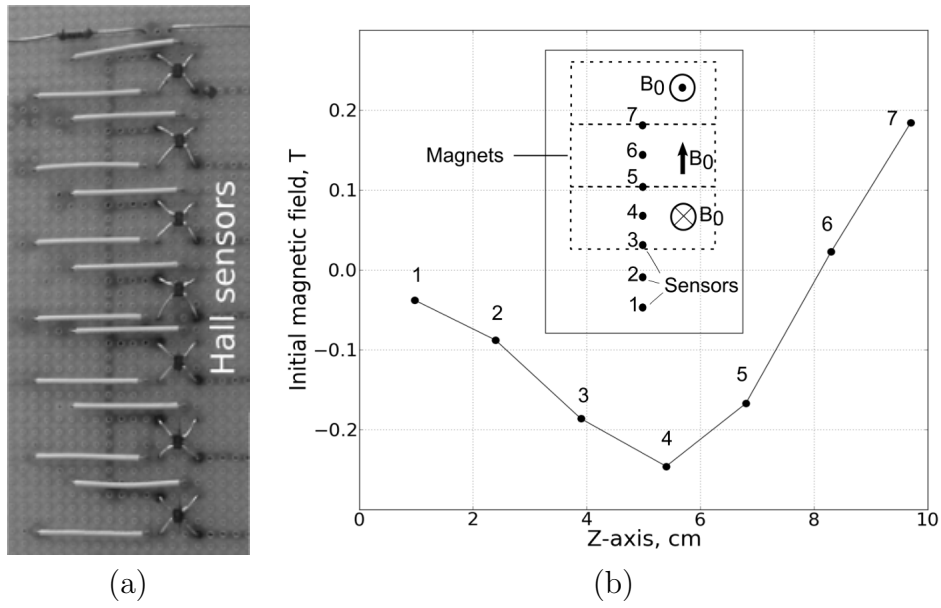 Hall sensors
(a)
Initial magnetic field, T
0.2
0.1
0.0
−0.1
−0.2
0
2
4
6
8
10
Z-axis, cm
1
2
3
4
5
6
7
B0
7
Magnets
6
B0
5
4
B0
3
2
Sensors
1
(b)